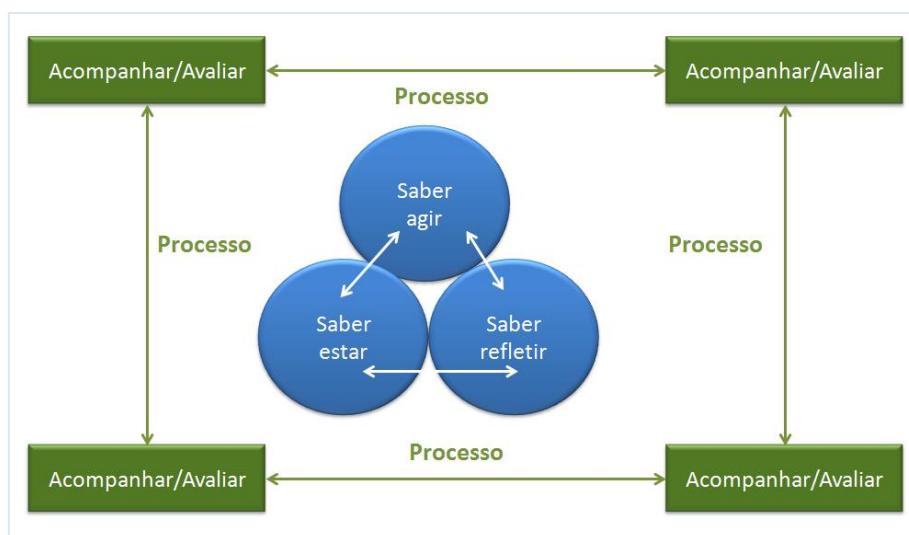 Acompanhar/Avaliar
Acompanhar/Avaliar
Processo
Saber
agir
Processo
Processo
Saber
estar
Saber
refletir
Processo
Acompanhar/Avaliar
Acompanhar/Avaliar